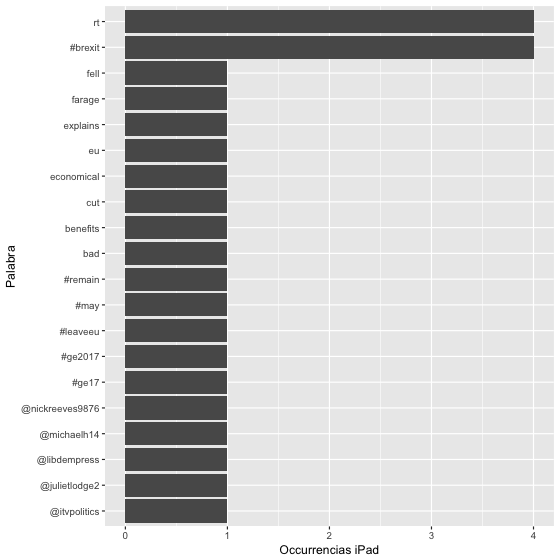 rt
#brexit
fell
farage
explains
eu
economical
cut
benefits
bad
#remain
#may
#leaveeu
#ge2017
#ge17
@nickreeves9876
@michaelh14
@libdempress
@julietlodge2
@itvpolitics
Palabra
0 1 2 3 4
Occurrencias iPad